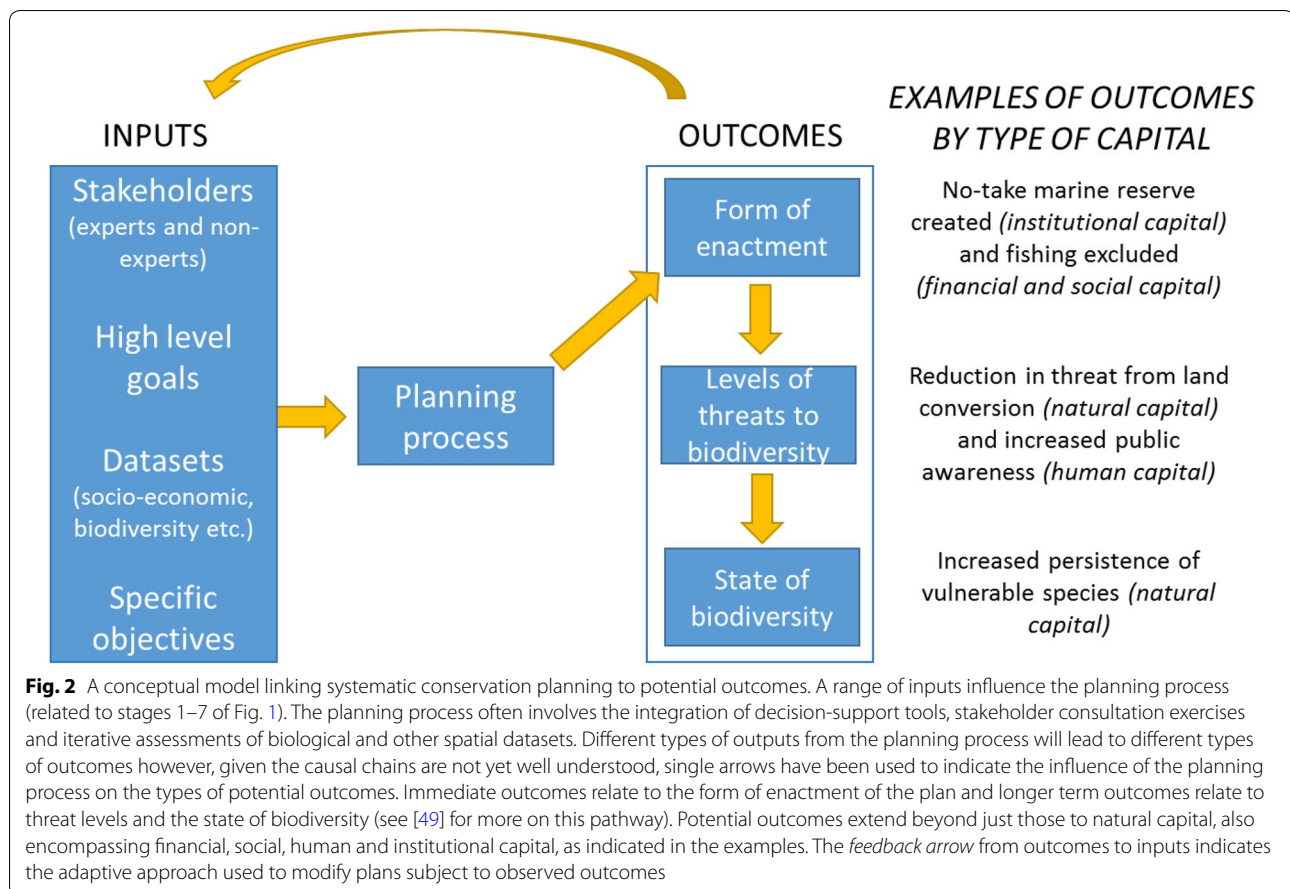 INPUTS
Stakeholders
(experts and non-
experts)
High level
goals
Datasets
(socio-economic,
biodiversity etc.)
Specific
objectives
Planning
process
OUTCOMES
Form of
enactment
Levels of
threats to
biodiversity
State of
biodiversity
EXAMPLES OF OUTCOMES
BY TYPE OF CAPITAL
No-take marine reserve
created (institutional capital)
and fishing excluded
(financial and social capital)
Reduction in threat from land
conversion (natural capital)
and increased public
awareness (human capital)
Increased persistence of
vulnerable species (natural
capital)
Fig. 2 A conceptual model linking systematic conservation planning to potential outcomes. A range of inputs influence the planning process
(related to stages 1–7 of Fig. 1). The planning process often involves the integration of decision-support tools, stakeholder consultation exercises
and iterative assessments of biological and other spatial datasets. Different types of outputs from the planning process will lead to different types
of outcomes however, given the causal chains are not yet well understood, single arrows have been used to indicate the influence of the planning
process on the types of potential outcomes. Immediate outcomes relate to the form of enactment of the plan and longer term outcomes relate to
threat levels and the state of biodiversity (see [49] for more on this pathway). Potential outcomes extend beyond just those to natural capital, also
encompassing financial, social, human and institutional capital, as indicated in the examples. The feedback arrow from outcomes to inputs indicates
the adaptive approach used to modify plans subject to observed outcomes